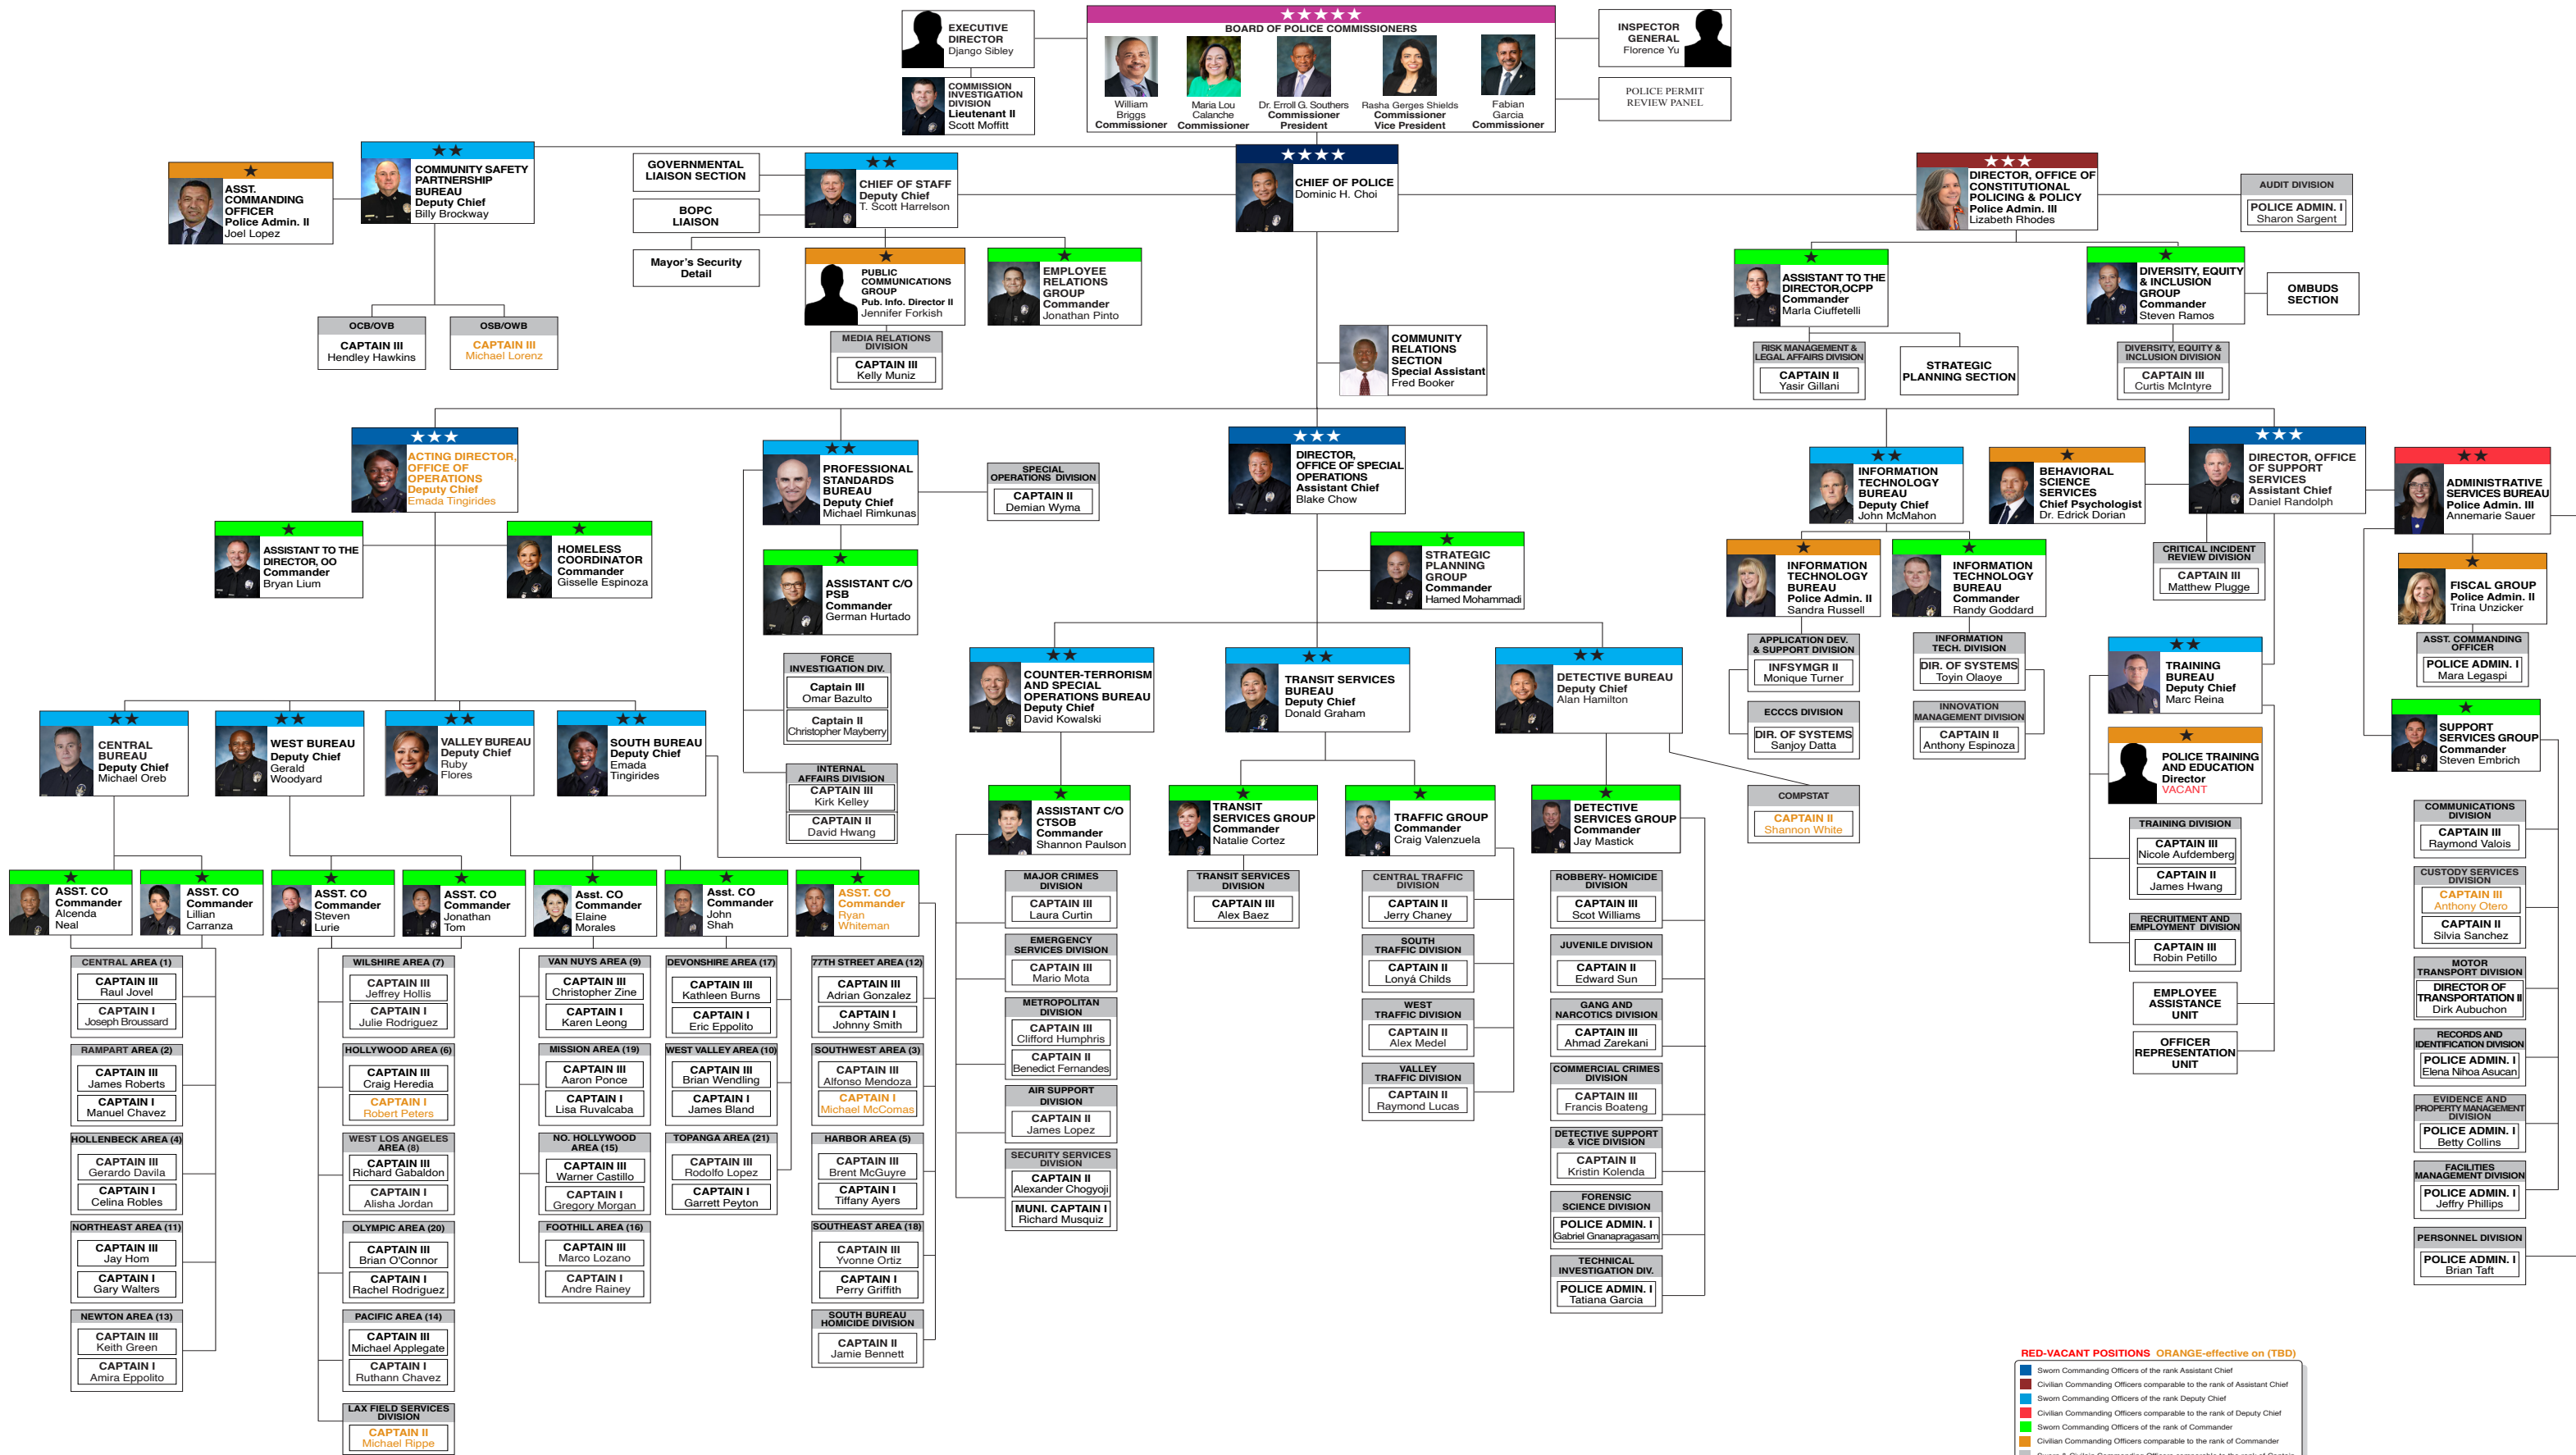 EXECUTIVE
DIRECTOR
Django Sibley
COMMISSION
INVESTIGATION
DIVISION
Lieutenant II
Scott Moffitt
BOARD OF POLICE COMMISSIONERS
William
Briggs
Commissioner
Maria Lou
Calanche
Commissioner
Dr. Erroll G. Southers
Commissioner
President
Rasha Gerges Shields
Commissioner
Vice President
Fabian
Garcia
Commissioner
INSPECTOR
GENERAL
Florence Yu
POLICE PERMIT
REVIEW PANEL
ASST.
COMMANDING
OFFICER
Police Admin. II
Joel Lopez
COMMUNITY SAFETY
PARTNERSHIP
BUREAU
Deputy Chief
Billy Brockway
OCB/OVB
CAPTAIN III
Hendley Hawkins
OSB/OWB
CAPTAIN III
Michael Lorenz
GOVERNMENTAL
LIAISON SECTION
BOPC
LIAISON
Mayor's Security
Detail
CHIEF OF STAFF
Deputy Chief
T. Scott Harrelson
PUBLIC
COMMUNICATIONS
GROUP
Pub. Info. Director II
Jennifer Forkish
MEDIA RELATIONS
DIVISION
CAPTAIN III
Kelly Muniz
EMPLOYEE
RELATIONS
GROUP
Commander
Jonathan Pinto
CHIEF OF POLICE
Dominic H. Choi
COMMUNITY
RELATIONS
SECTION
Special Assistant
Fred Booker
DIRECTOR, OFFICE OF
CONSTITUTIONAL
POLICING & POLICY
Police Admin. III
Lizabeth Rhodes
AUDIT DIVISION
POLICE ADMIN. I
Sharon Sargent
ASSISTANT TO THE
DIRECTOR,OCPP
Commander
Marla Ciuffetelli
RISK MANAGEMENT &
LEGAL AFFAIRS DIVISION
CAPTAIN II
Yasir Gillani
STRATEGIC
PLANNING SECTION
DIVERSITY, EQUITY
& INCLUSION
GROUP
Commander
Steven Ramos
OMBUDS
SECTION
DIVERSITY, EQUITY &
INCLUSION DIVISION
CAPTAIN III
Curtis McIntyre
ACTING DIRECTOR,
OFFICE OF
OPERATIONS
Deputy Chief
Emada Tingirides
ASSISTANT TO THE
DIRECTOR, OO
Commander
Bryan Lium
HOMELESS
COORDINATOR
Commander
Gisselle Espinoza
PROFESSIONAL
STANDARDS
BUREAU
Deputy Chief
Michael Rimkunas
SPECIAL
OPERATIONS DIVISION
CAPTAIN II
Demian Wyma
ASSISTANT C/O
PSB
Commander
German Hurtado
FORCE
INVESTIGATION DIV.
Captain III
Omar Bazulto
Captain II
Christopher Mayberry
INTERNAL
AFFAIRS DIVISION
CAPTAIN III
Kirk Kelley
CAPTAIN II
David Hwang
DIRECTOR,
OFFICE OF SPECIAL
OPERATIONS
Assistant Chief
Blake Chow
STRATEGIC
PLANNING
GROUP
Commander
Hamed Mohammadi
INFORMATION
TECHNOLOGY
BUREAU
Deputy Chief
John McMahon
INFORMATION
TECHNOLOGY
BUREAU
Police Admin. II
Sandra Russell
APPLICATION DEV.
& SUPPORT DIVISION
INFSYMGR II
Monique Turner
ECCCS DIVISION
DIR. OF SYSTEMS
Sanjoy Datta
INFORMATION
TECHNOLOGY
BUREAU
Commander
Randy Goddard
INFORMATION
TECH. DIVISION
DIR. OF SYSTEMS
Toyin Olaoye
INNOVATION
MANAGEMENT DIVISION
CAPTAIN II
Anthony Espinoza
BEHAVIORAL
SCIENCE
SERVICES
Chief Psychologist
Dr. Edrick Dorian
DIRECTOR, OFFICE
OF SUPPORT
SERVICES
Assistant Chief
Daniel Randolph
CRITICAL INCIDENT
REVIEW DIVISION
CAPTAIN III
Matthew Plugge
TRAINING
BUREAU
Deputy Chief
Marc Reina
POLICE TRAINING
AND EDUCATION
Director
VACANT
TRAINING DIVISION
CAPTAIN III
Nicole Aufdemberg
CAPTAIN II
James Hwang
RECRUITMENT AND
EMPLOYMENT DIVISION
CAPTAIN III
Robin Petillo
EMPLOYEE
ASSISTANCE
UNIT
OFFICER
REPRESENTATION
UNIT
ADMINISTRATIVE
SERVICES BUREAU
Police Admin. III
Annemarie Sauer
FISCAL GROUP
Police Admin. II
Trina Unzicker
ASST. COMMANDING
OFFICER
POLICE ADMIN. I
Mara Legaspi
SUPPORT
SERVICES GROUP
Commander
Steven Embrich
COMMUNICATIONS
DIVISION
CAPTAIN III
Raymond Valois
CUSTODY SERVICES
DIVISION
CAPTAIN III
Anthony Otero
CAPTAIN II
Silvia Sanchez
MOTOR
TRANSPORT DIVISION
DIRECTOR OF
TRANSPORTATION II
Dirk Aubuchon
RECORDS AND
IDENTIFICATION DIVISION
POLICE ADMIN. I
Elena Nihoa Asucan
EVIDENCE AND
PROPERTY MANAGEMENT
DIVISION
POLICE ADMIN. I
Betty Collins
FACILITIES
MANAGEMENT DIVISION
POLICE ADMIN. I
Jeffry Phillips
PERSONNEL DIVISION
POLICE ADMIN. I
Brian Taft
CENTRAL
BUREAU
Deputy Chief
Michael Oreb
WEST BUREAU
Deputy Chief
Gerald
Woodyard
VALLEY BUREAU
Deputy Chief
Ruby
Flores
SOUTH BUREAU
Deputy Chief
Emada
Tingirides
ASST. CO
Commander
Alcenda
Neal
ASST. CO
Commander
Lillian
Carranza
ASST. CO
Commander
Steven
Lurie
ASST. CO
Commander
Jonathan
Tom
Asst. CO
Commander
Elaine
Morales
Asst. CO
Commander
John
Shah
ASST. CO
Commander
Ryan
Whiteman
CENTRAL AREA (1)
CAPTAIN III
Raul Jovel
CAPTAIN I
Joseph Broussard
RAMPART AREA (2)
CAPTAIN III
James Roberts
CAPTAIN I
Manuel Chavez
HOLLENBECK AREA (4)
CAPTAIN III
Gerardo Davila
CAPTAIN I
Celina Robles
NORTHEAST AREA (11)
CAPTAIN III
Jay Hom
CAPTAIN I
Gary Walters
NEWTON AREA (13)
CAPTAIN III
Keith Green
CAPTAIN I
Amira Eppolito
WILSHIRE AREA (7)
CAPTAIN III
Jeffrey Hollis
CAPTAIN I
Julie Rodriguez
HOLLYWOOD AREA (6)
CAPTAIN III
Craig Heredia
CAPTAIN I
Robert Peters
WEST LOS ANGELES
AREA (8)
CAPTAIN III
Richard Gabaldon
CAPTAIN I
Alisha Jordan
OLYMPIC AREA (20)
CAPTAIN III
Brian O'Connor
CAPTAIN I
Rachel Rodriguez
PACIFIC AREA (14)
CAPTAIN III
Michael Applegate
CAPTAIN I
Ruthann Chavez
LAX FIELD SERVICES
DIVISION
CAPTAIN II
Michael Rippe
VAN NUYS AREA (9)
CAPTAIN III
Christopher Zine
CAPTAIN I
Karen Leong
MISSION AREA (19)
CAPTAIN III
Aaron Ponce
CAPTAIN I
Lisa Ruvalcaba
NO. HOLLYWOOD
AREA (15)
CAPTAIN III
Warner Castillo
CAPTAIN I
Gregory Morgan
FOOTHILL AREA (16)
CAPTAIN III
Marco Lozano
CAPTAIN I
Andre Rainey
DEVONSHIRE AREA (17)
CAPTAIN III
Kathleen Burns
CAPTAIN I
Eric Eppolito
WEST VALLEY AREA (10)
CAPTAIN III
Brian Wendling
CAPTAIN I
James Bland
TOPANGA AREA (21)
CAPTAIN III
Rodolfo Lopez
CAPTAIN I
Garrett Peyton
77TH STREET AREA (12)
CAPTAIN III
Adrian Gonzalez
CAPTAIN I
Johnny Smith
SOUTHWEST AREA (3)
CAPTAIN III
Alfonso Mendoza
CAPTAIN I
Michael McComas
HARBOR AREA (5)
CAPTAIN III
Brent McGuyre
CAPTAIN I
Tiffany Ayers
SOUTHEAST AREA (18)
CAPTAIN III
Yvonne Ortiz
CAPTAIN I
Perry Griffith
SOUTH BUREAU
HOMICIDE DIVISION
CAPTAIN II
Jamie Bennett
COUNTER-TERRORISM
AND SPECIAL
OPERATIONS BUREAU
Deputy Chief
David Kowalski
ASSISTANT C/O
CTSOB
Commander
Shannon Paulson
MAJOR CRIMES
DIVISION
CAPTAIN III
Laura Curtin
EMERGENCY
SERVICES DIVISION
CAPTAIN III
Mario Mota
METROPOLITAN
DIVISION
CAPTAIN III
Clifford Humphris
CAPTAIN II
Benedict Fernandes
AIR SUPPORT
DIVISION
CAPTAIN II
James Lopez
SECURITY SERVICES
DIVISION
CAPTAIN II
Alexander Chogyoji
MUNI. CAPTAIN I
Richard Musquiz
TRANSIT SERVICES
BUREAU
Deputy Chief
Donald Graham
TRANSIT
SERVICES GROUP
Commander
Natalie Cortez
TRANSIT SERVICES
DIVISION
CAPTAIN III
Alex Baez
TRAFFIC GROUP
Commander
Craig Valenzuela
CENTRAL TRAFFIC
DIVISION
CAPTAIN II
Jerry Chaney
SOUTH
TRAFFIC DIVISION
CAPTAIN II
Lonyá Childs
WEST
TRAFFIC DIVISION
CAPTAIN II
Alex Medel
VALLEY
TRAFFIC DIVISION
CAPTAIN II
Raymond Lucas
DETECTIVE BUREAU
Deputy Chief
Alan Hamilton
COMPSTAT
CAPTAIN II
Shannon White
DETECTIVE
SERVICES GROUP
Commander
Jay Mastick
ROBBERY- HOMICIDE
DIVISION
CAPTAIN III
Scot Williams
JUVENILE DIVISION
CAPTAIN II
Edward Sun
GANG AND
NARCOTICS DIVISION
CAPTAIN III
Ahmad Zarekani
COMMERCIAL CRIMES
DIVISION
CAPTAIN III
Francis Boateng
DETECTIVE SUPPORT
& VICE DIVISION
CAPTAIN II
Kristin Kolenda
FORENSIC
SCIENCE DIVISION
POLICE ADMIN. I
Gabriel Gnanapragasam
TECHNICAL
INVESTIGATION DIV.
POLICE ADMIN. I
Tatiana Garcia
RED-VACANT POSITIONS ORANGE-effective on (TBD)
Sworn Commanding Officers of the rank Assistant Chief
Civilian Commanding Officers comparable to the rank of Assistant Chief
Sworn Commanding Officers of the rank Deputy Chief
Civilian Commanding Officers comparable to the rank of Deputy Chief
Sworn Commanding Officers of the rank of Commander
Civilian Commanding Officers comparable to the rank of Commander